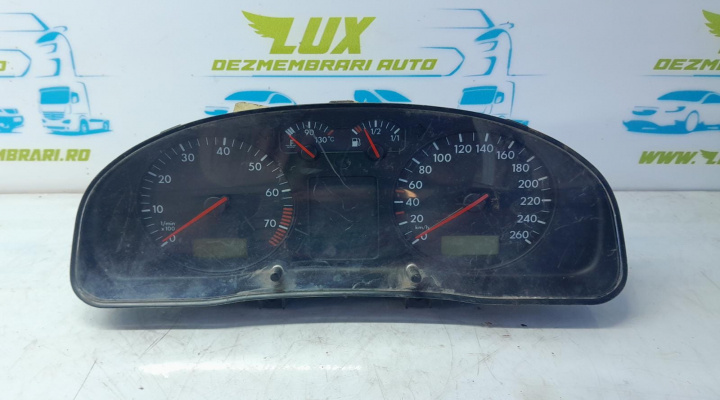 LUX
DEZMEMBRARI AUTO
MBRARI.RO
WWW.DEZMEMBRAR
30 40
20 50
10 60
0 70
1/min
x100
90
130°C
1/2
1/1
120 140
100 160
80 180
60 200
40 220
20 240
0 260
km/h